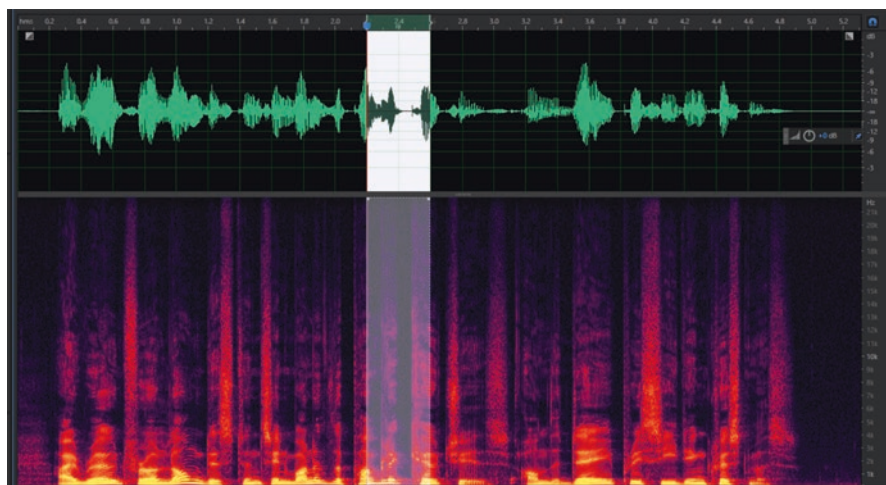 hms 0.2 0.4 0.6 0.8 1.0 1.2 1.4 1.6 1.8 2.0 2.4 2.8 3.0 3.2 3.4 3.6 3.8 4.0 4.2 4.4 4.6 4.8 5.0 5.2
dB
-3
-6
-9
-12
-18
-∞
-18
-12
+0 dB
-9
-6
-3
Hz
21k
20k
19k
18k
17k
16k
15k
14k
13k
12k
11k
10k
9k
8k
7k
6k
5k
4k
3k
2k
1k